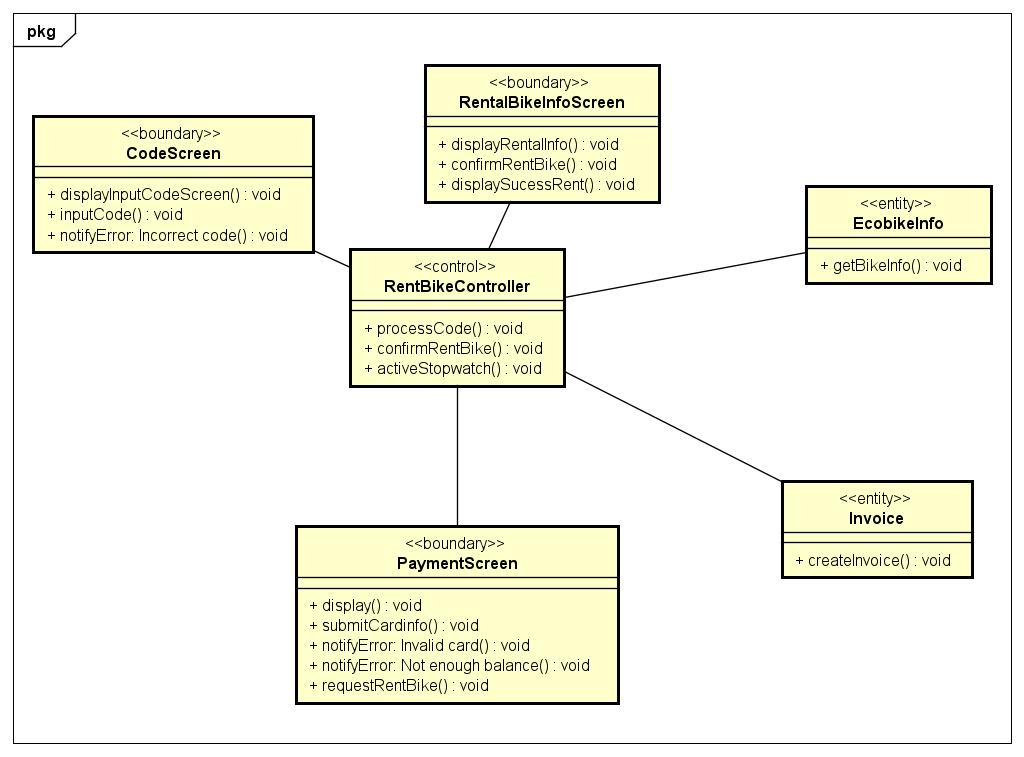 pkg
<<boundary>>
RentalBikeInfoScreen
+ displayRentalInfo() : void
+ confirmRentBike() : void
+ displaySucessRent() : void
<<boundary>>
CodeScreen
+ displayInputCodeScreen() : void
+ inputCode() : void
+ notifyError: Incorrect code() : void
<<entity>>
EcobikeInfo
+ getBikeInfo() : void
<<control>>
RentBikeController
+ processCode() : void
+ confirmRentBike() : void
+ activeStopwatch() : void
<<entity>>
Invoice
+ createInvoice() : void
<<boundary>>
PaymentScreen
+ display() : void
+ submitCardinfo() : void
+ notifyError: Invalid card() : void
+ notifyError: Not enough balance() : void
+ requestRentBike() : void